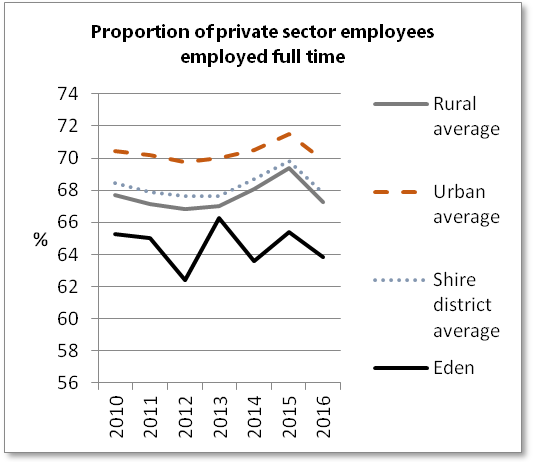 Proportion of private sector employees
employed full time
74
72
70
68
66
64
62
60
58
56
%
2010
2011
2012
2013
2014
2015
2016
Rural
average
Urban
average
Shire
district
average
Eden